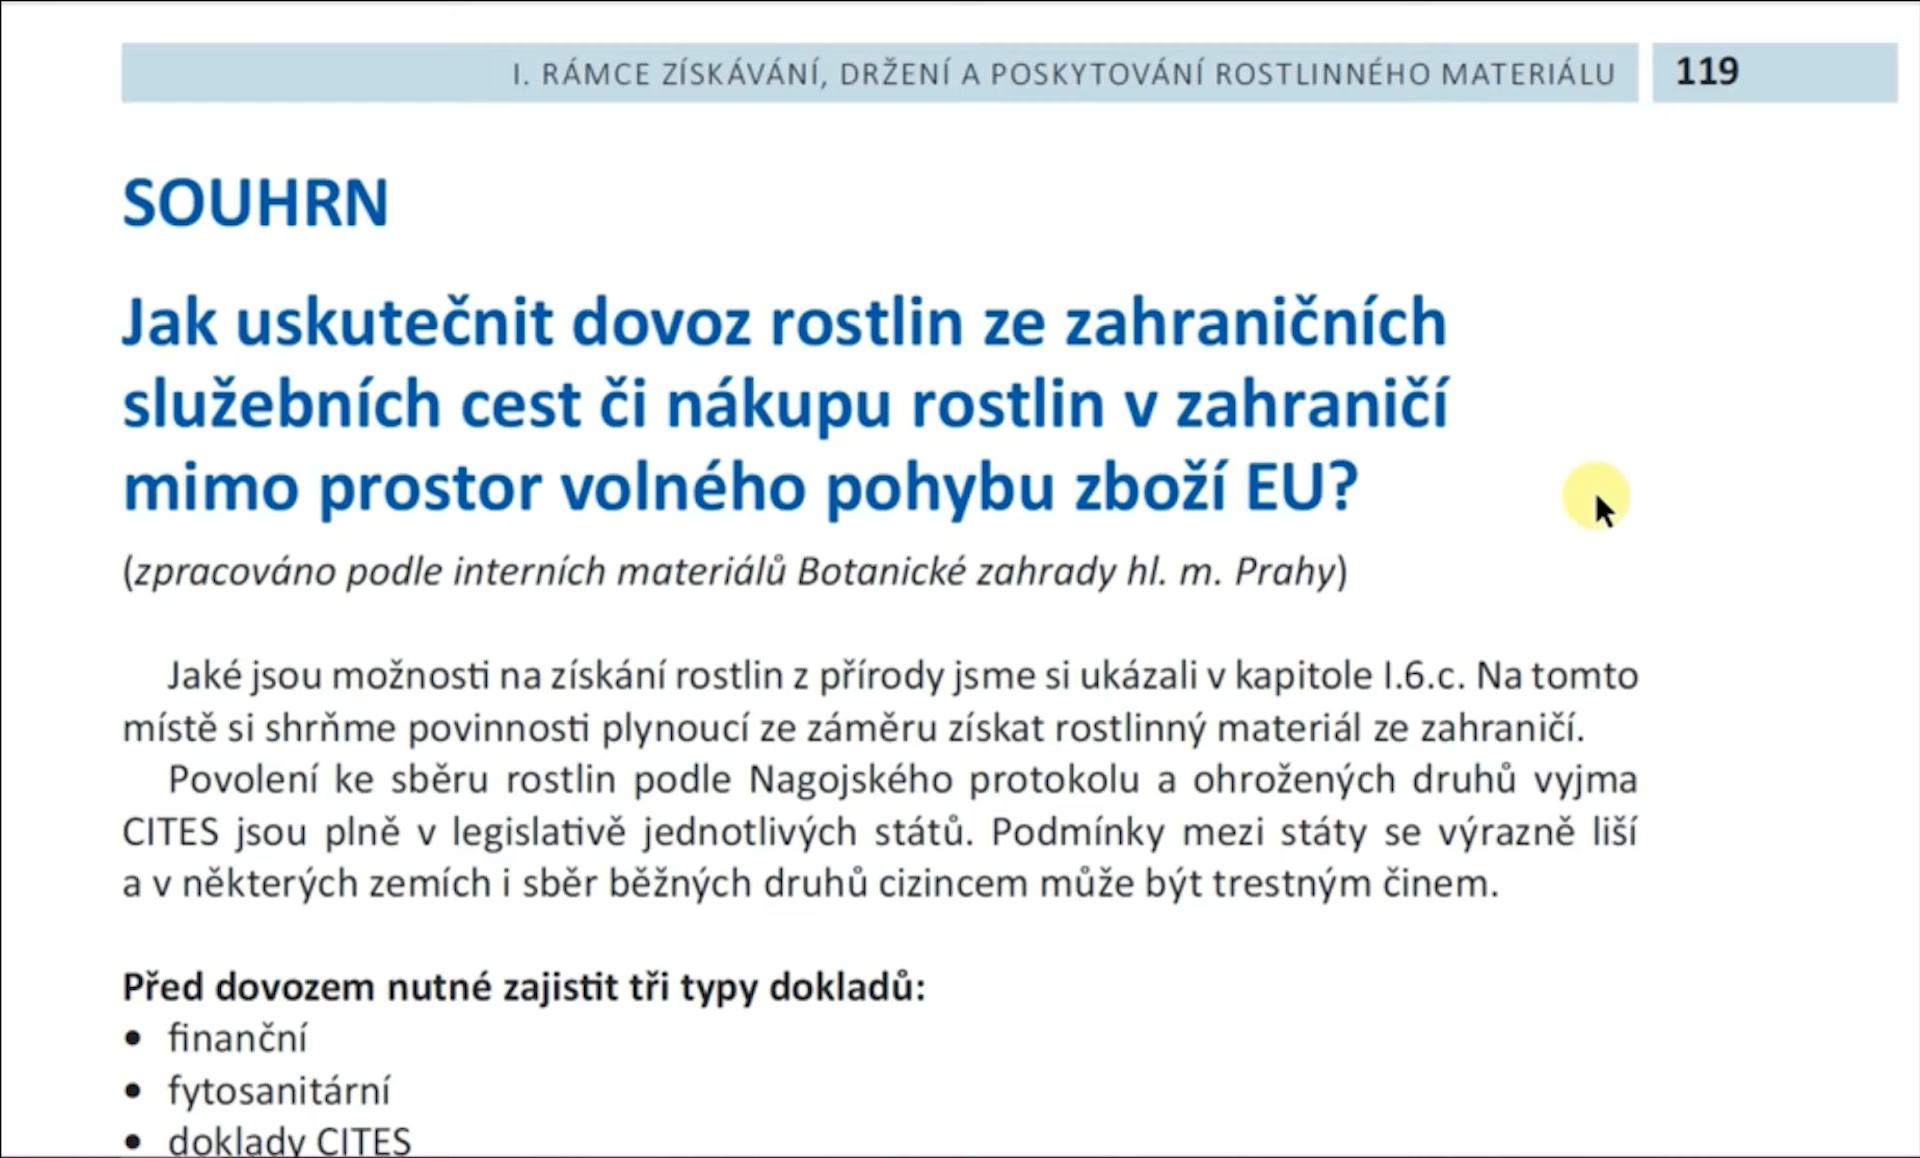 I. RÁMCE ZÍSKÁVÁNÍ, DRŽENÍ A POSKYTOVÁNÍ ROSTLINNÉHO MATERIÁLU 119
SOUHRN
Jak uskutečnit dovoz rostlin ze zahraničních
služebních cest či nákupu rostlin v zahraničí
mimo prostor volného pohybu zboží EU?
(zpracováno podle interních materiálů Botanické zahrady hl. m. Prahy)
Jaké jsou možnosti na získání rostlin z přírody jsme si ukázali v kapitole I.6.c. Na tomto
místě si shrňme povinnosti plynoucí ze záměru získat rostlinný materiál ze zahraničí.
Povolení ke sběru rostlin podle Nagojského protokolu a ohrožených druhů vyjma
CITES jsou plně v legislativě jednotlivých států. Podmínky mezi státy se výrazně liší
a v některých zemích i sběr běžných druhů cizincem může být trestným činem.
Před dovozem nutné zajistit tři typy dokladů:
• finanční
• fytosanitární
• doklady CITES